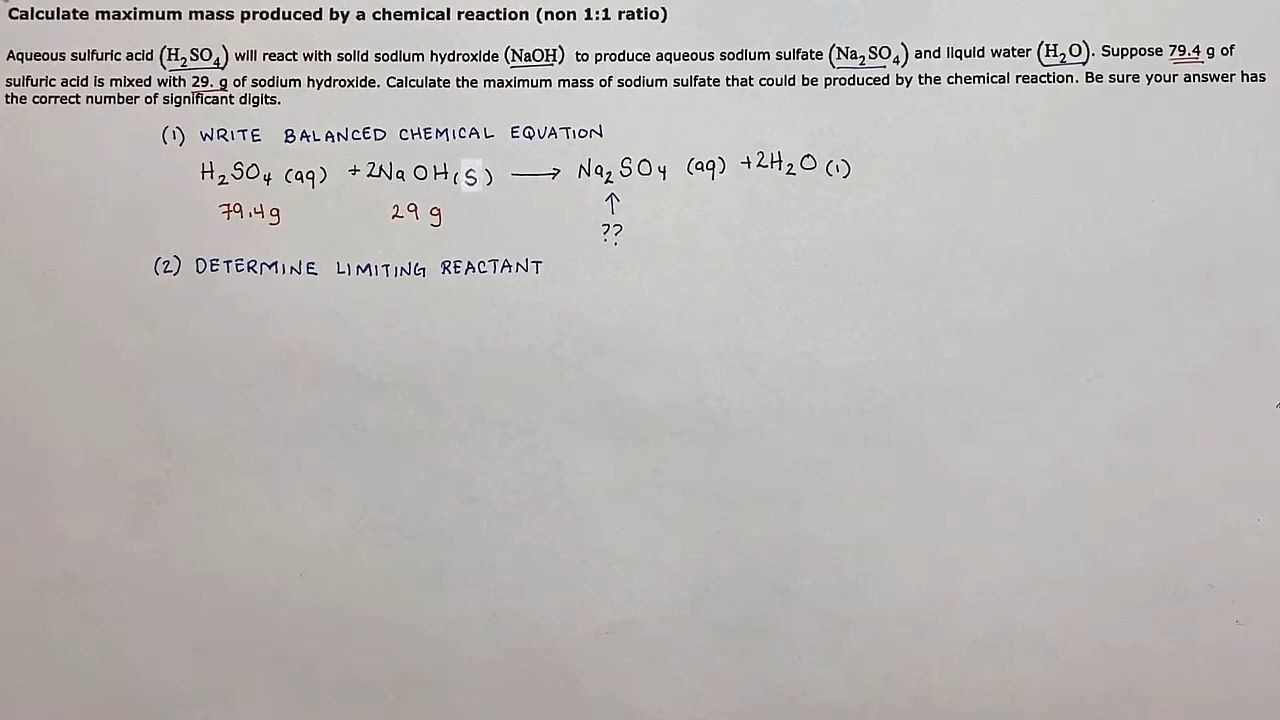 Calculate maximum mass produced by a chemical reaction (non 1:1 ratio)
Aqueous sulfuric acid (H₂SO₄) will react with solid sodium hydroxide (NaOH) to produce aqueous sodium sulfate (Na₂SO₄) and liquid water (H₂O). Suppose 79.4 g of
sulfuric acid is mixed with 29. g of sodium hydroxide. Calculate the maximum mass of sodium sulfate that could be produced by the chemical reaction. Be sure your answer has
the correct number of significant digits.
(1) WRITE BALANCED CHEMICAL EQUATION
H₂SO₄ (aq) + 2NaOH(S) → Na₂SO₄ (aq) + 2H₂O (l)
79.4g 29 g ↑
??
(2) DETERMINE LIMITING REACTANT